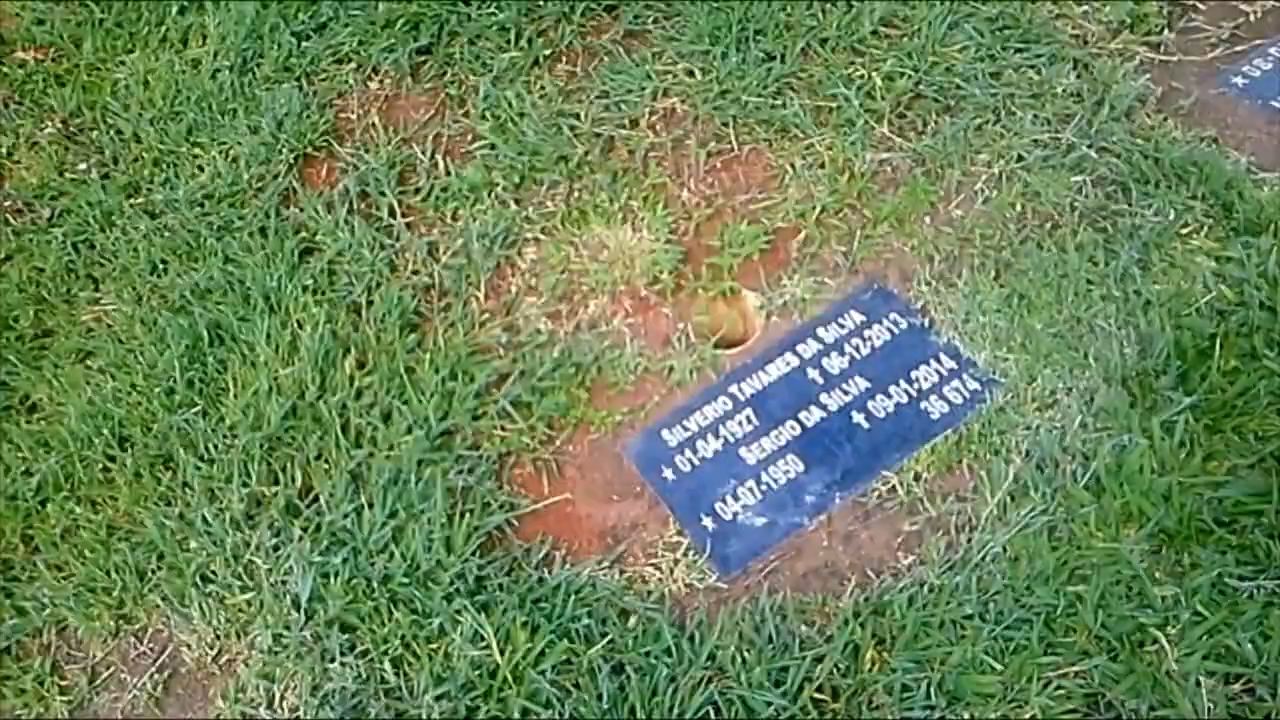 SILVERIO TAVARES DA SILVA
★ 01-04-1927 ✝ 06-12-2013
SERGIO DA SILVA
★ 04-07-1950 ✝ 09-01-2014
36 674
★ 08-